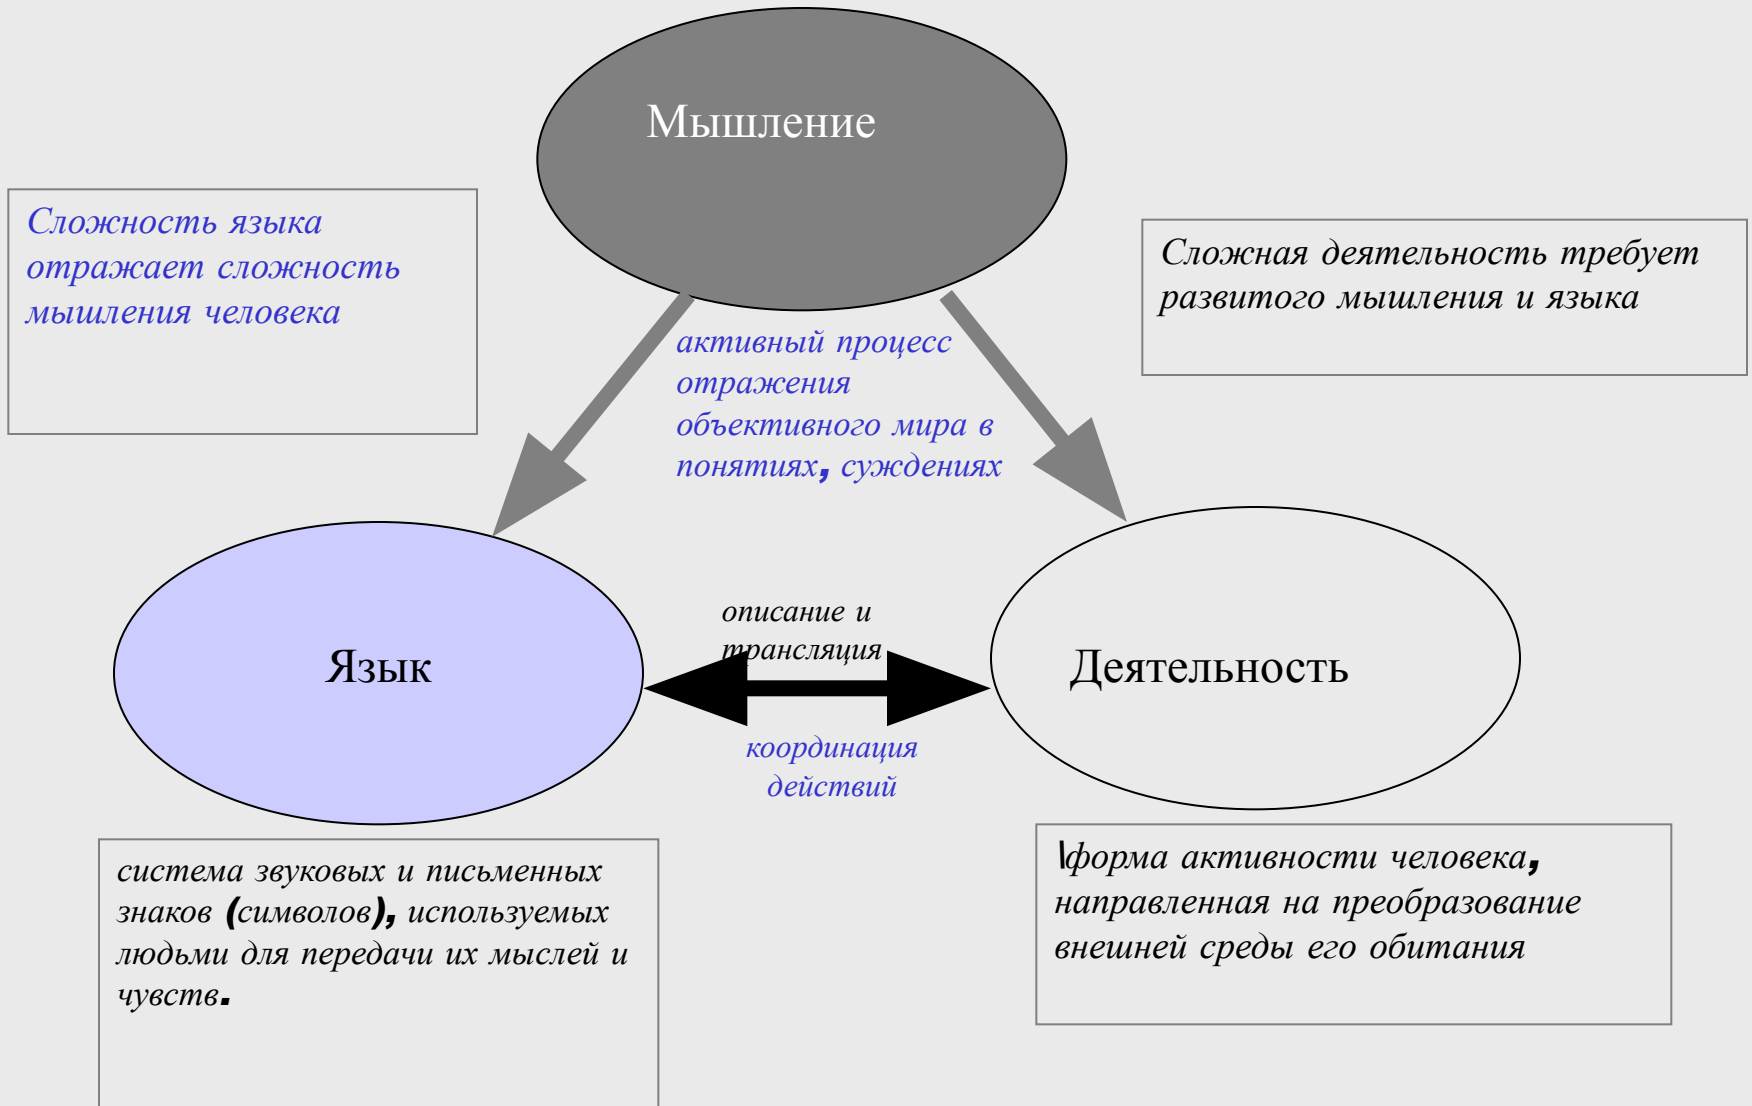 Мышление
Сложность языка
отражает сложность
мышления человека
Сложная деятельность требует
развитого мышления и языка
активный процесс
отражения
объективного мира в
понятиях, суждениях
описание и
трансляция
Язык
Деятельность
координация
действий
система звуковых и письменных
знаков (символов), используемых
людьми для передачи их мыслей и
чувств.
\форма активности человека,
направленная на преобразование
внешней среды его обитания